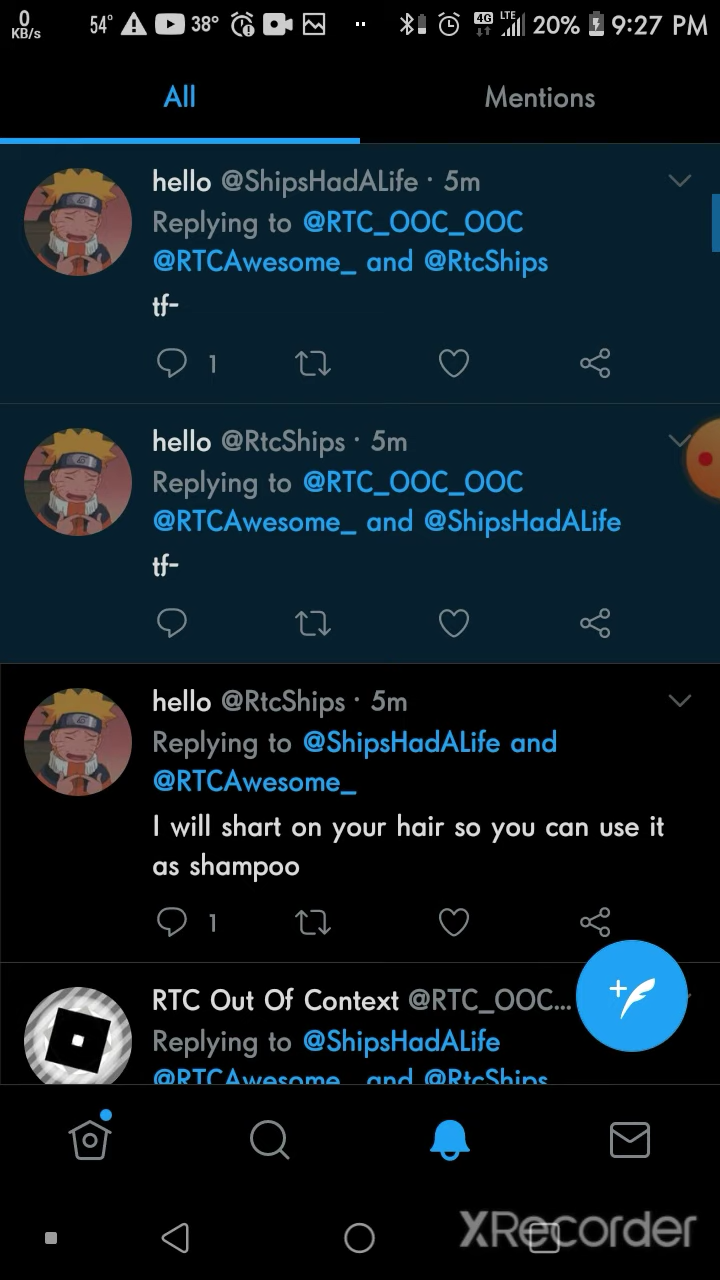 0
KB/s
54° 38° 4G LTE 20% 9:27 PM
All
Mentions
hello @ShipsHadALife · 5m
Replying to @RTC_OOC_OOC
@RTCAwesome_ and @RtcShips
tf-
1
hello @RtcShips · 5m
Replying to @RTC_OOC_OOC
@RTCAwesome_ and @ShipsHadALife
tf-
hello @RtcShips · 5m
Replying to @ShipsHadALife and
@RTCAwesome_
I will shart on your hair so you can use it
as shampoo
1
RTC Out Of Context @RTC_OOC...
Replying to @ShipsHadALife
@RTCAwesome_ and @RtcShips
XRecorder